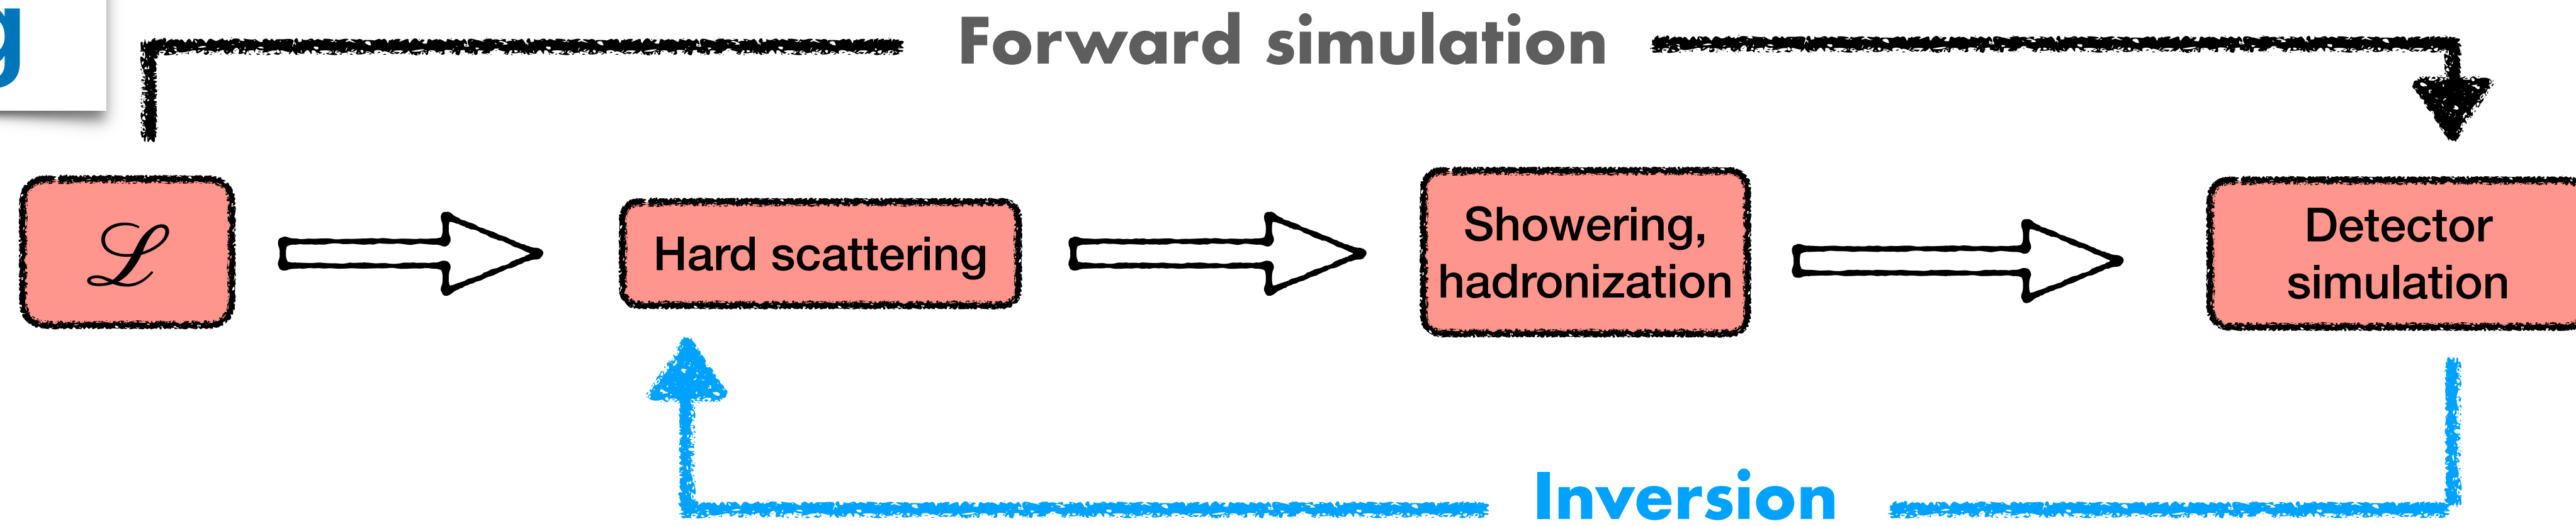 g
Forward simulation
ℒ
Hard scattering
Showering,
hadronization
Detector
simulation
Inversion